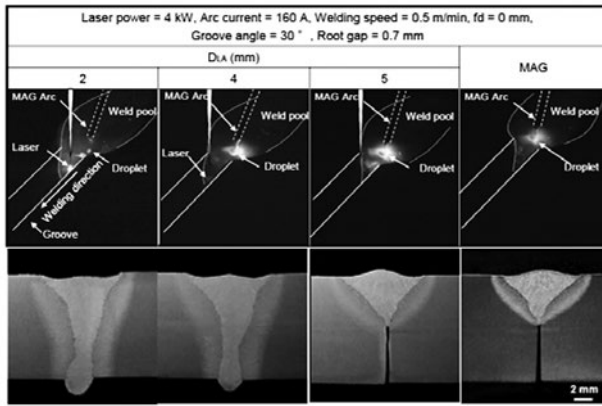 Laser power = 4 kW, Arc current = 160 A, Welding speed = 0.5 m/min, fd = 0 mm,
Groove angle = 30°, Root gap = 0.7 mm
DLA (mm)
MAG
2
4
5
MAG Arc
Weld pool
Laser
Droplet
Welding direction
Groove
MAG Arc
Weld pool
Laser
Droplet
MAG Arc
Weld pool
Droplet
MAG Arc
Weld pool
Droplet
2 mm